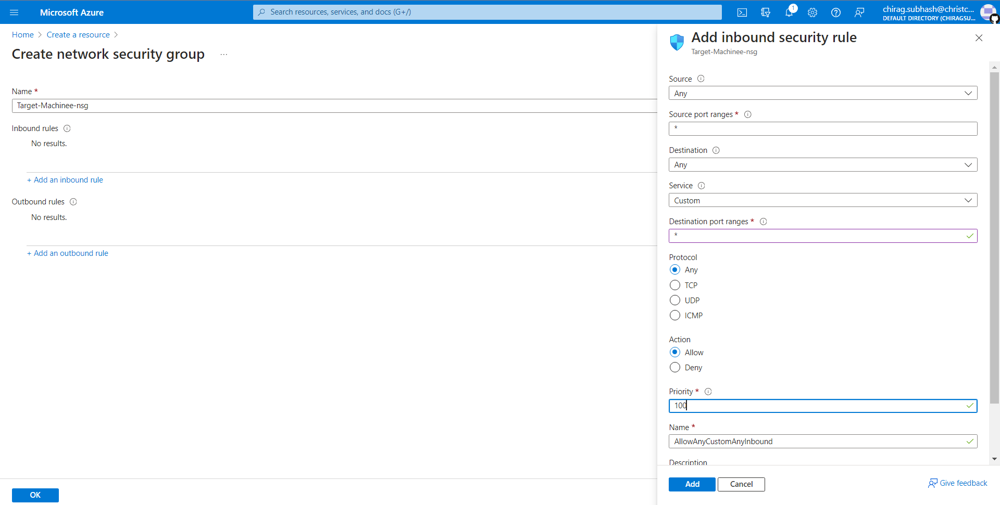 Microsoft Azure
Search resources, services, and docs (G+/)
1
chirag.subhash@christc...
DEFAULT DIRECTORY (CHIRAGSU...
Home > Create a resource >
Create network security group ...
Name *
Target-Machinee-nsg
Inbound rules
No results.
+ Add an inbound rule
Outbound rules
No results.
+ Add an outbound rule
OK
Add inbound security rule
Target-Machinee-nsg
Source
Any
Source port ranges *
*
Destination
Any
Service
Custom
Destination port ranges *
*
Protocol
Any
TCP
UDP
ICMP
Action
Allow
Deny
Priority *
100
Name *
AllowAnyCustomAnyInbound
Description
Add
Cancel
Give feedback